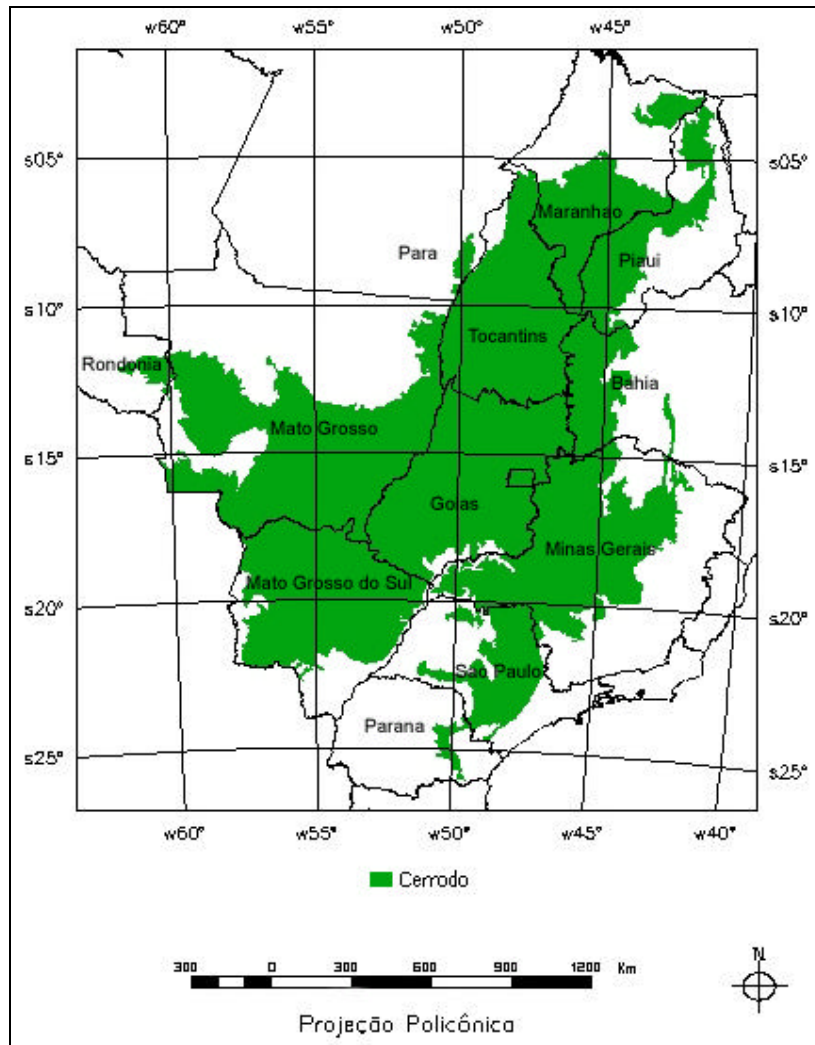 w60° w55° w50° w45° w40°
s05° s05°
Maranhao
Para Piaui
s10° s10°
Tocantins
Rondonia Bahia
Mato Grosso
s15° s15°
Goias
Minas Gerais
Mato Grosso do Sul
s20° s20°
Sao Paulo
Parana
s25° s25°
w60° w55° w50° w45° w40°
Cerrodo
N
300 0 300 600 900 1200 Km
Projeção Policônica